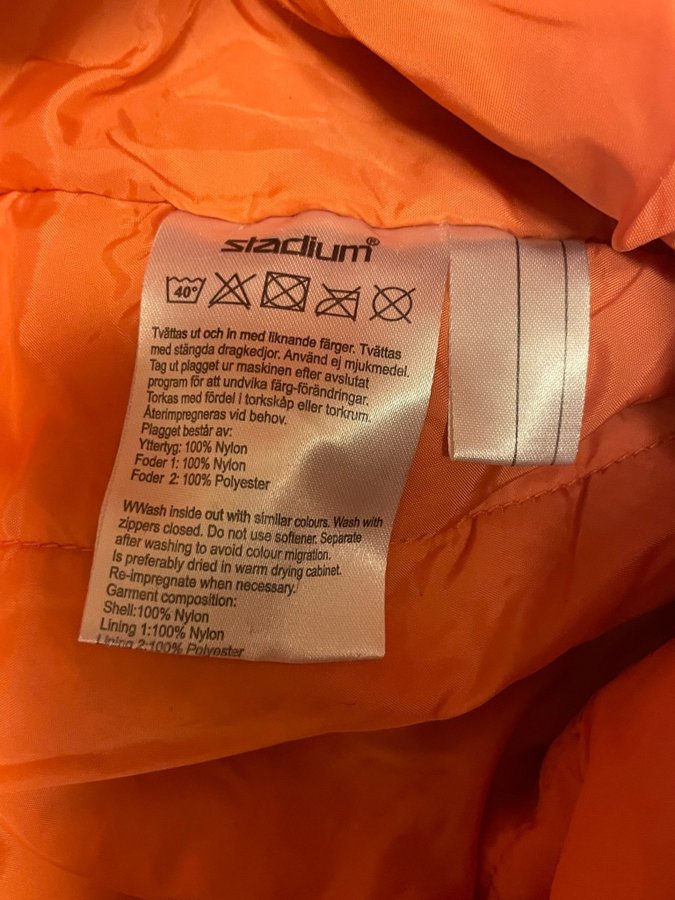 stadium®
40°
Tvättas ut och in med liknande färger. Tvättas
med stängda dragkedjor. Använd ej mjukmedel.
Tag ut plagget ur maskinen efter avslutat
program för att undvika färg-förändringar.
Torkas med fördel i torkskåp eller torkrum.
Återimpregneras vid behov.
Plagget består av:
Yttertyg: 100% Nylon
Foder 1: 100% Nylon
Foder 2: 100% Polyester
WWash inside out with similar colours. Wash with
zippers closed. Do not use softener. Separate
after washing to avoid colour migration.
Is preferably dried in warm drying cabinet.
Re-impregnate when necessary.
Garment composition:
Shell:100% Nylon
Lining 1:100% Nylon
Lining 2:100% Polyester